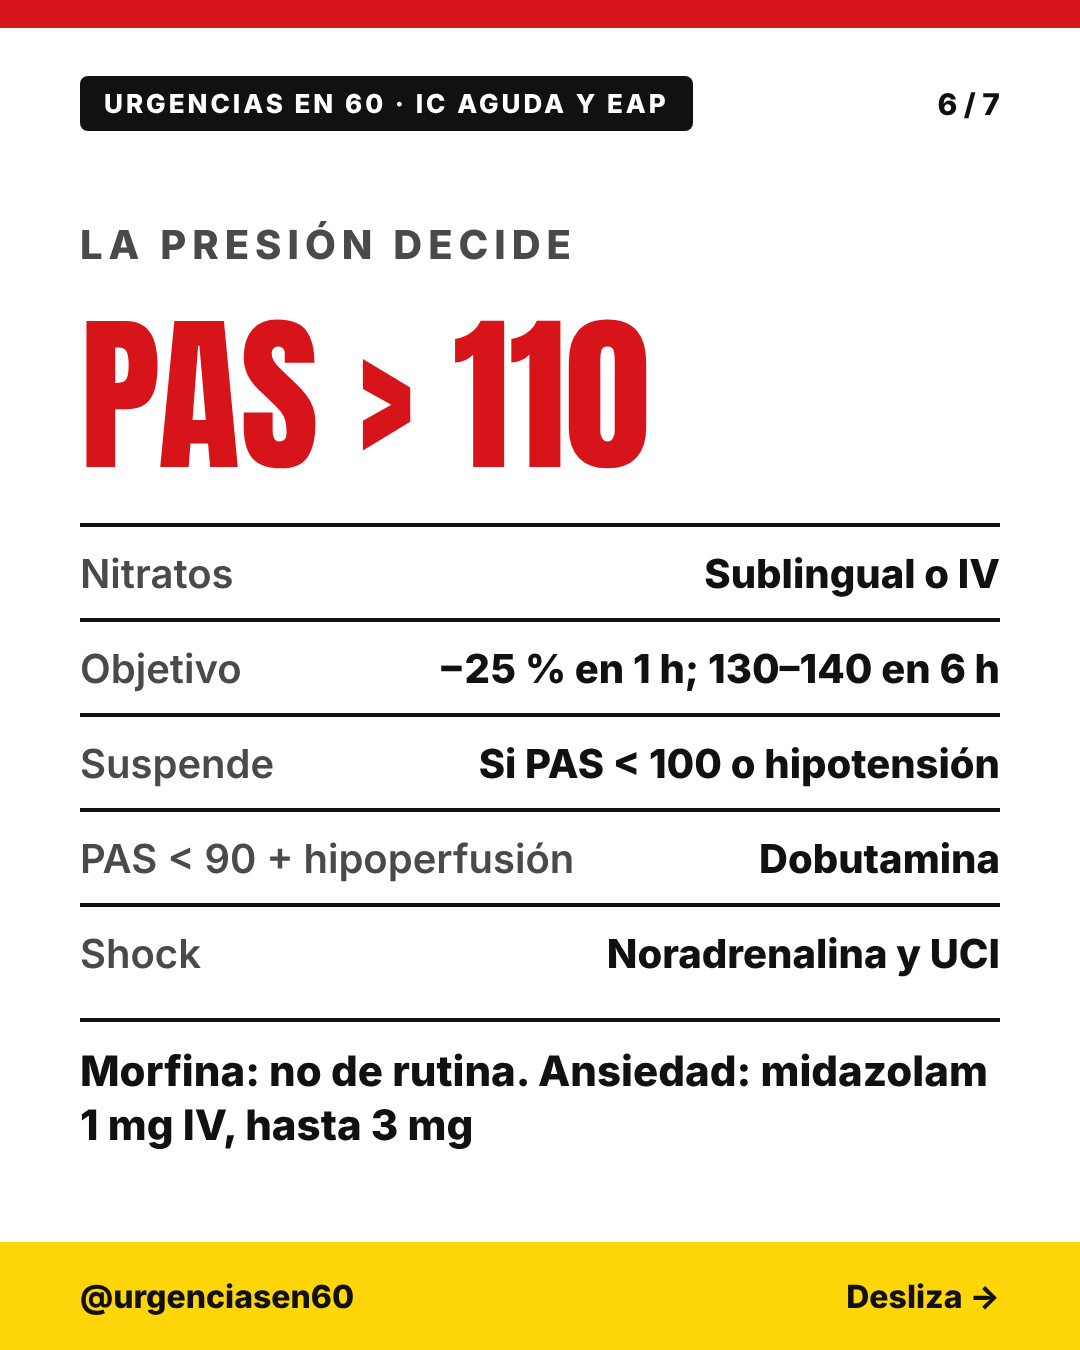 URGENCIAS EN 60 · IC AGUDA Y EAP
6 / 7
LA PRESIÓN DECIDE
PAS > 110
Nitratos Sublingual o IV
Objetivo −25 % en 1 h; 130–140 en 6 h
Suspende Si PAS < 100 o hipotensión
PAS < 90 + hipoperfusión Dobutamina
Shock Noradrenalina y UCI
Morfina: no de rutina. Ansiedad: midazolam
1 mg IV, hasta 3 mg
@urgenciasen60 Desliza →